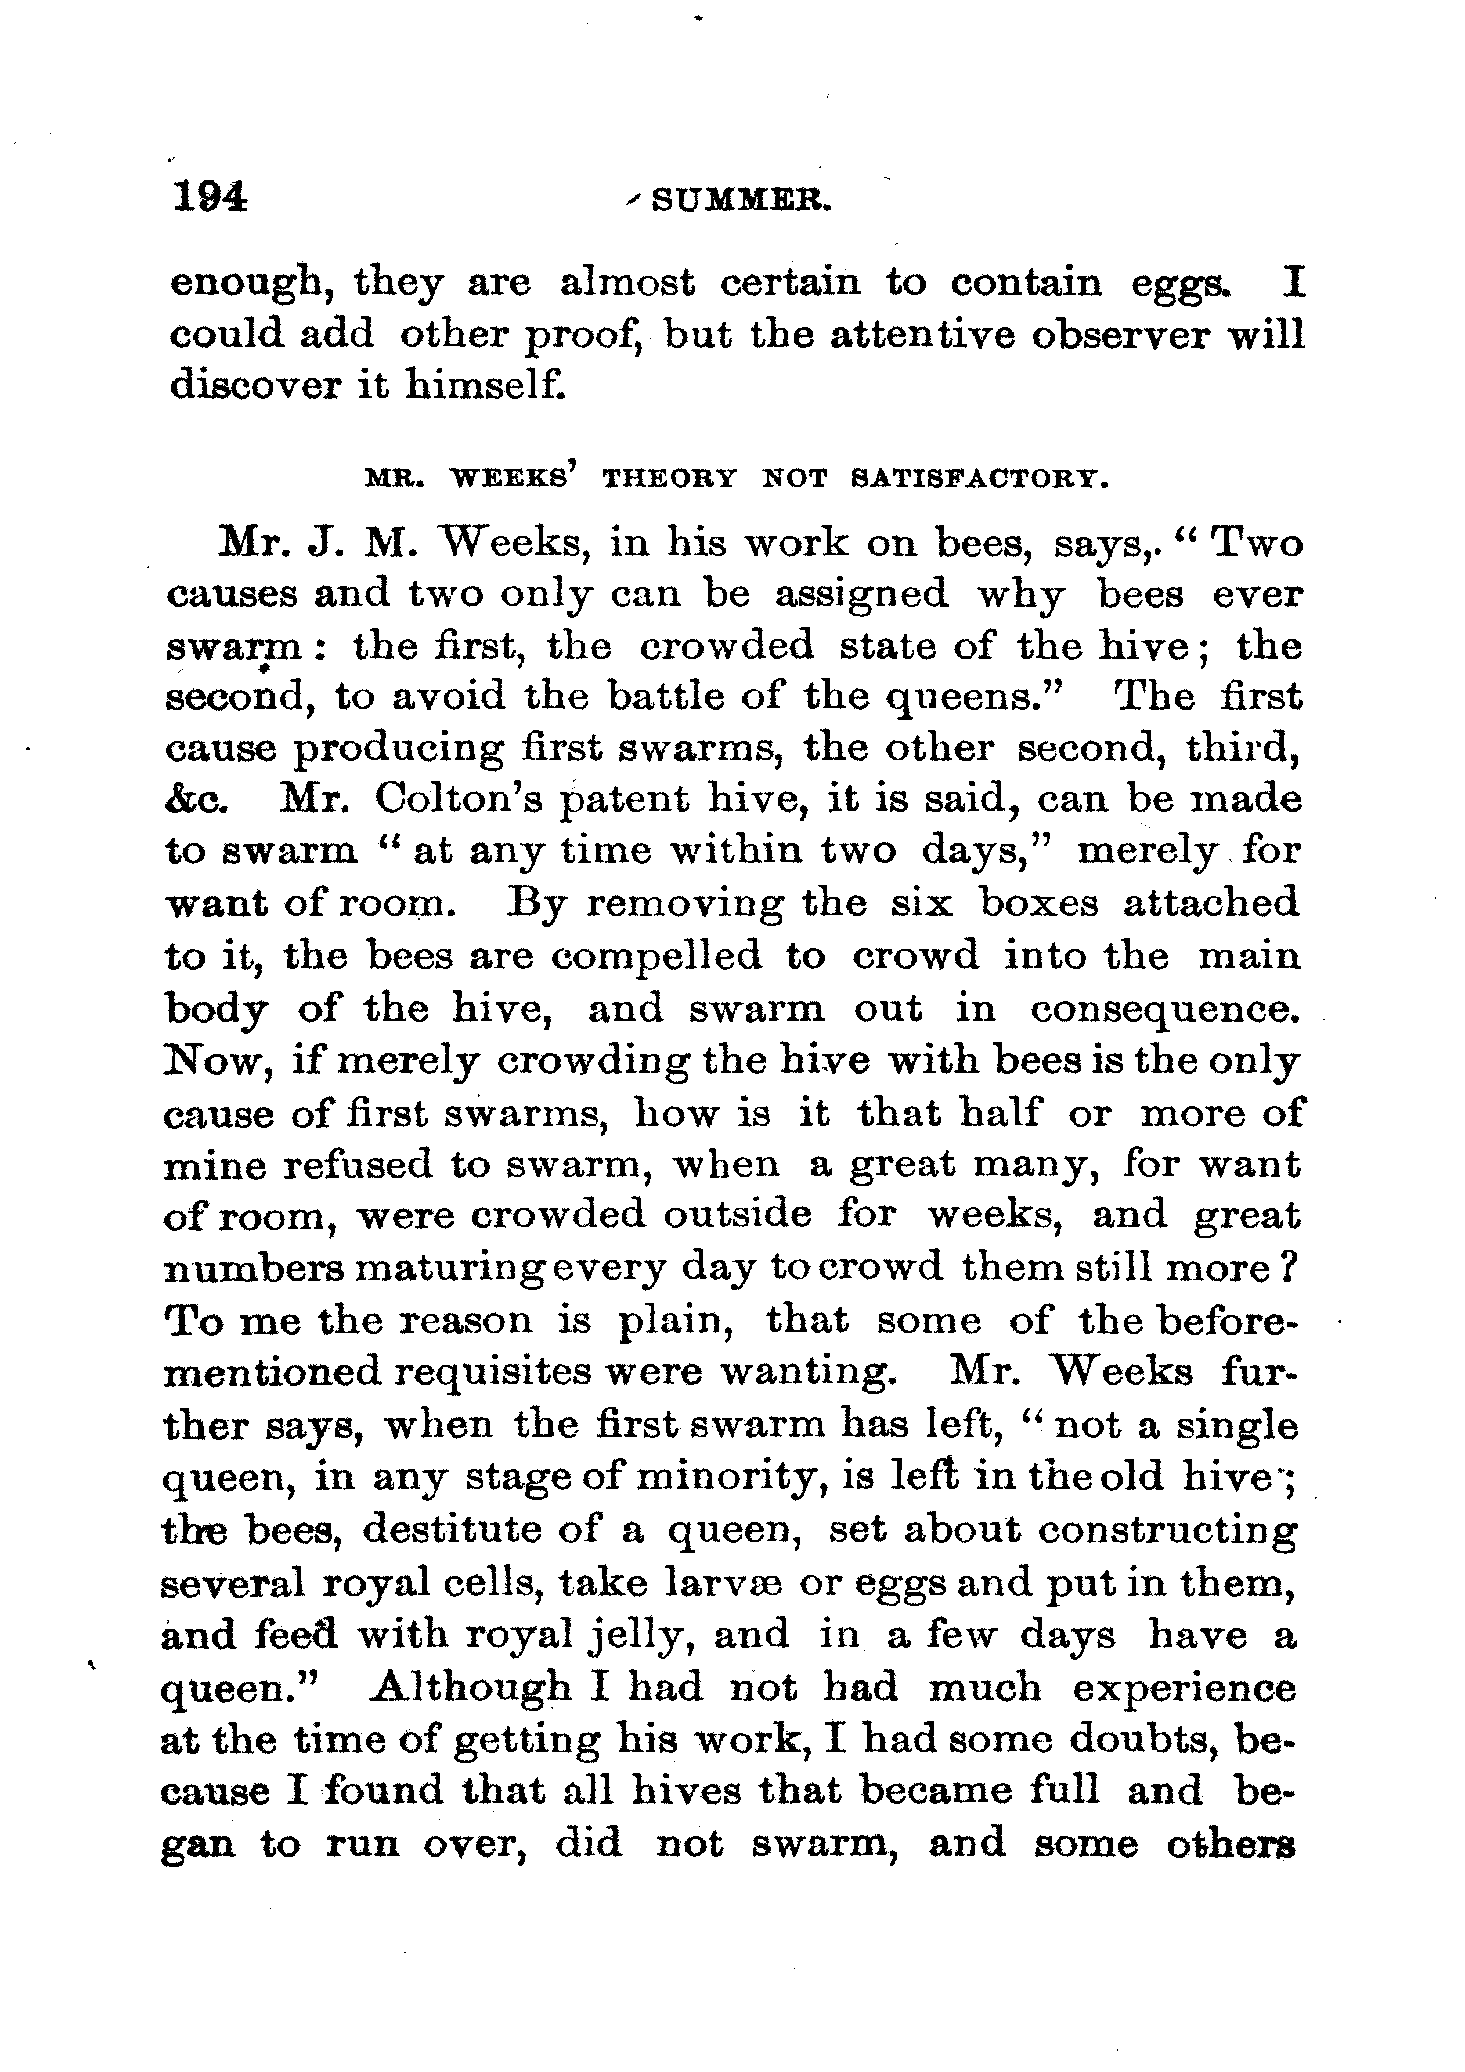 194 SUMMER.
enough, they are almost certain to contain eggs. I
could add other proof, but the attentive observer will
discover it himself.
MR. WEEKS' THEORY NOT SATISFACTORY.
Mr. J. M. Weeks, in his work on bees, says, “ Two
causes and two only can be assigned why bees ever
swarm : the first, the crowded state of the hive ; the
second, to avoid the battle of the queens.” The first
cause producing first swarms, the other second, third,
&c. Mr. Colton's patent hive, it is said, can be made
to swarm “ at any time within two days,” merely for
want of room. By removing the six boxes attached
to it, the bees are compelled to crowd into the main
body of the hive, and swarm out in consequence.
Now, if merely crowding the hive with bees is the only
cause of first swarms, how is it that half or more of
mine refused to swarm, when a great many, for want
of room, were crowded outside for weeks, and great
numbers maturing every day to crowd them still more ?
To me the reason is plain, that some of the before-
mentioned requisites were wanting. Mr. Weeks fur-
ther says, when the first swarm has left, “ not a single
queen, in any stage of minority, is left in the old hive ;
the bees, destitute of a queen, set about constructing
several royal cells, take larvæ or eggs and put in them,
and feed with royal jelly, and in a few days have a
queen.” Although I had not had much experience
at the time of getting his work, I had some doubts, be-
cause I found that all hives that became full and be-
gan to run over, did not swarm, and some others